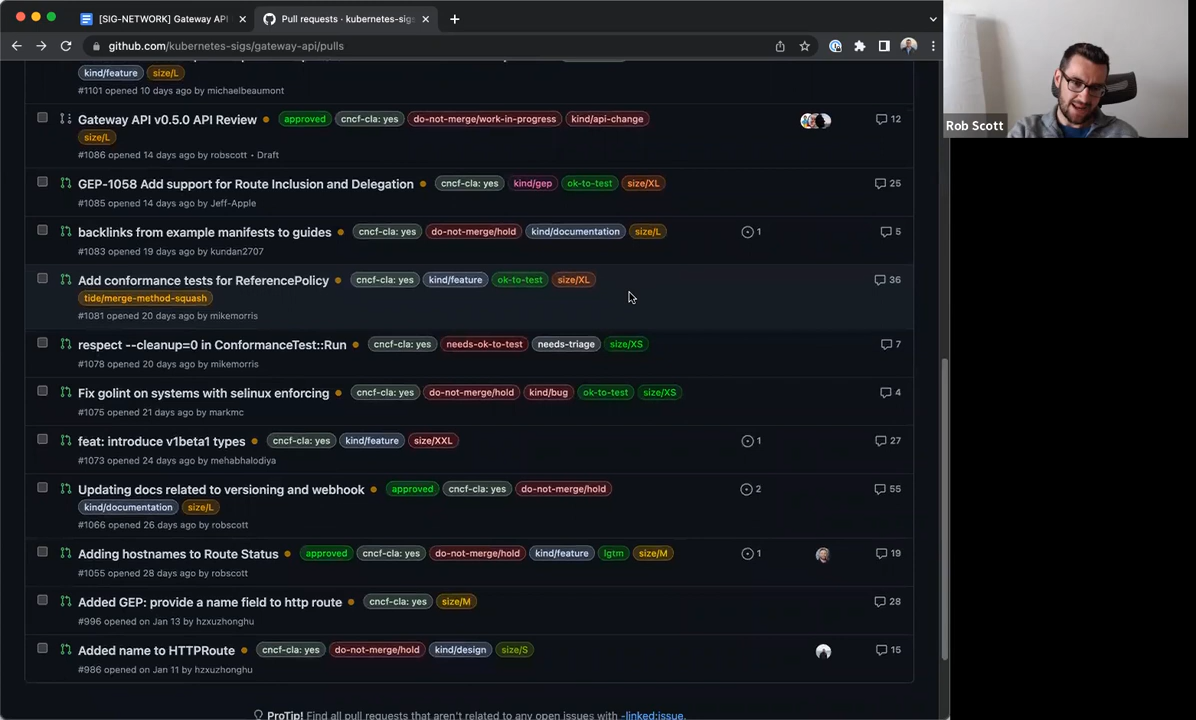 [SIG-NETWORK] Gateway API
Pull requests · kubernetes-sigs
github.com/kubernetes-sigs/gateway-api/pulls
kind/feature size/L
#1101 opened 10 days ago by michaelbeaumont
Gateway API v0.5.0 API Review approved cncf-cla: yes do-not-merge/work-in-progress kind/api-change 12
size/L
#1086 opened 14 days ago by robscott • Draft
GEP-1058 Add support for Route Inclusion and Delegation cncf-cla: yes kind/gep ok-to-test size/XL 25
#1085 opened 14 days ago by Jeff-Apple
backlinks from example manifests to guides cncf-cla: yes do-not-merge/hold kind/documentation size/L 1 5
#1083 opened 19 days ago by kundan2707
Add conformance tests for ReferencePolicy cncf-cla: yes kind/feature ok-to-test size/XL 36
tide/merge-method-squash
#1081 opened 20 days ago by mikemorris
respect --cleanup=0 in ConformanceTest::Run cncf-cla: yes needs-ok-to-test needs-triage size/XS 7
#1078 opened 20 days ago by mikemorris
Fix golint on systems with selinux enforcing cncf-cla: yes do-not-merge/hold kind/bug ok-to-test size/XS 4
#1075 opened 21 days ago by markmc
feat: introduce v1beta1 types cncf-cla: yes kind/feature size/XXL 1 27
#1073 opened 24 days ago by mehabhalodiya
Updating docs related to versioning and webhook approved cncf-cla: yes do-not-merge/hold 2 55
kind/documentation size/L
#1066 opened 26 days ago by robscott
Adding hostnames to Route Status approved cncf-cla: yes do-not-merge/hold kind/feature lgtm size/M 1 19
#1055 opened 28 days ago by robscott
Added GEP: provide a name field to http route cncf-cla: yes size/M 28
#996 opened on Jan 13 by hzxuzhonghu
Added name to HTTPRoute cncf-cla: yes do-not-merge/hold kind/design size/S 15
#986 opened on Jan 11 by hzxuzhonghu
ProTip! Find all pull requests that aren't related to any open issues with -linked:issue.
Rob Scott